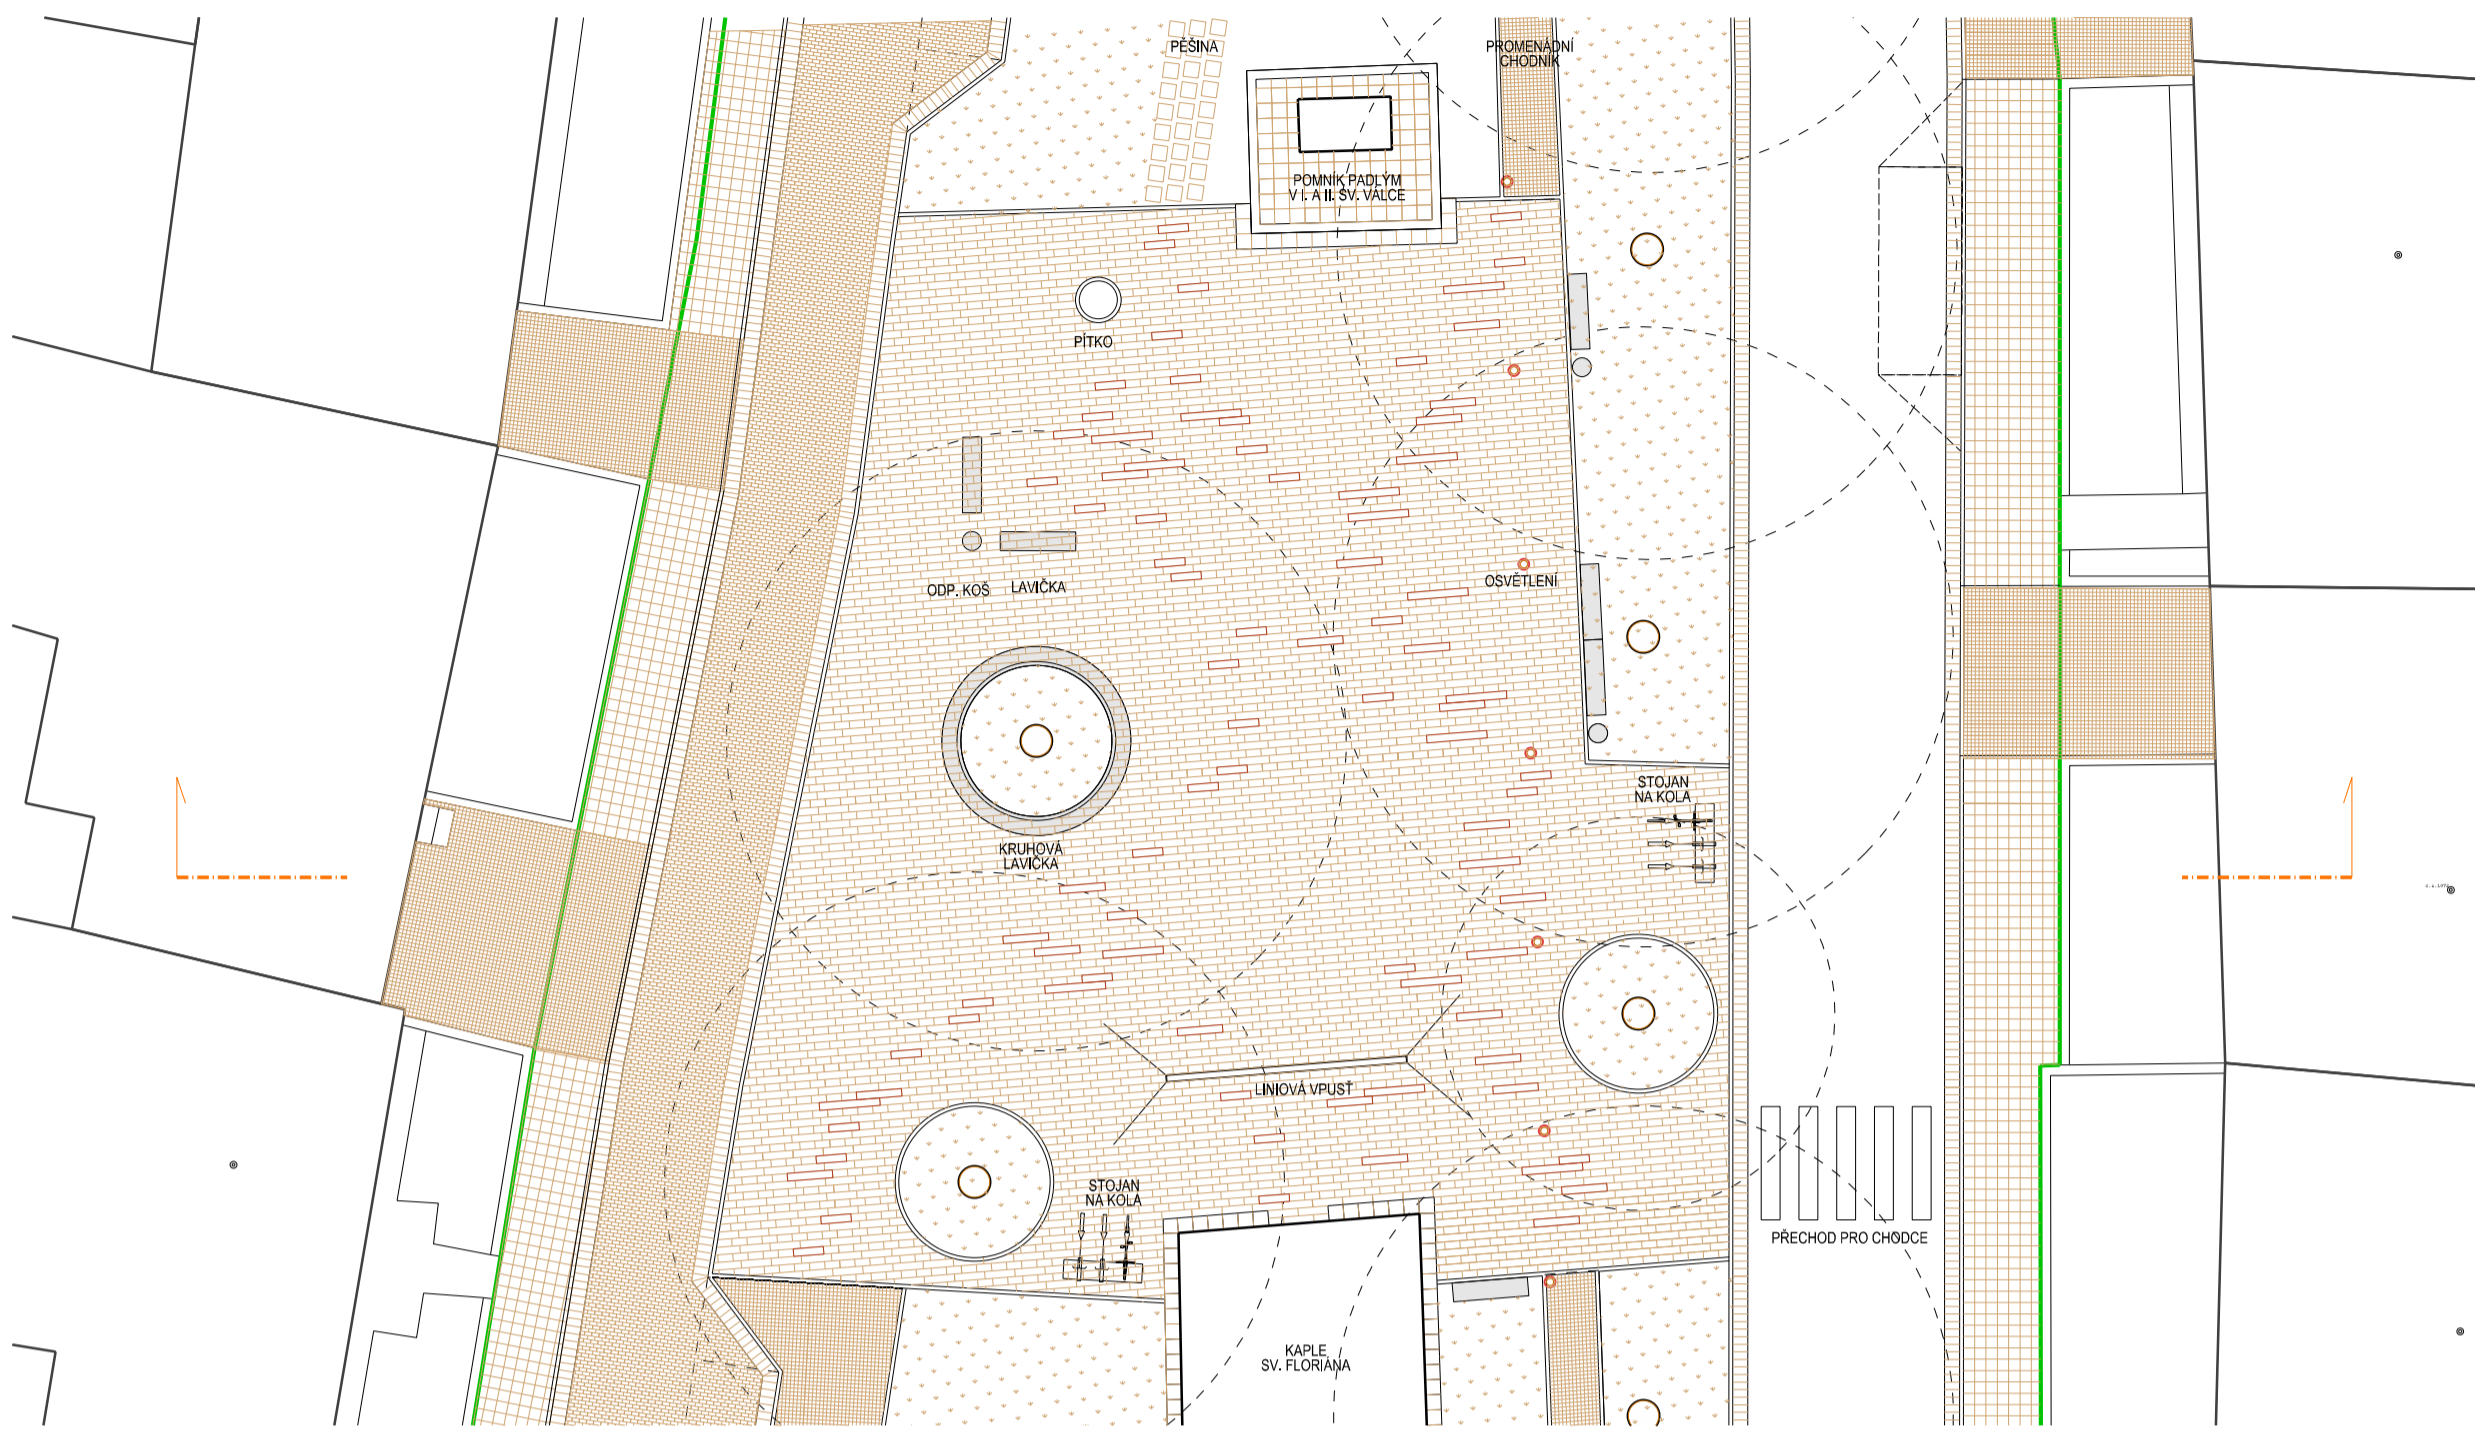 PĚŠINA
PROMENÁDNÍ
CHODNÍK
POMNÍK PADLÝM
V I. A II. SV. VÁLCE
PÍTKO
OSVĚTLENÍ
ODP. KOŠ
LAVIČKA
STOJAN
NA KOLA
KRUHOVÁ
LAVIČKA
LINIOVÁ VPUSŤ
STOJAN
NA KOLA
PŘECHOD PRO CHODCE
KAPLE
SV. FLORIÁNA